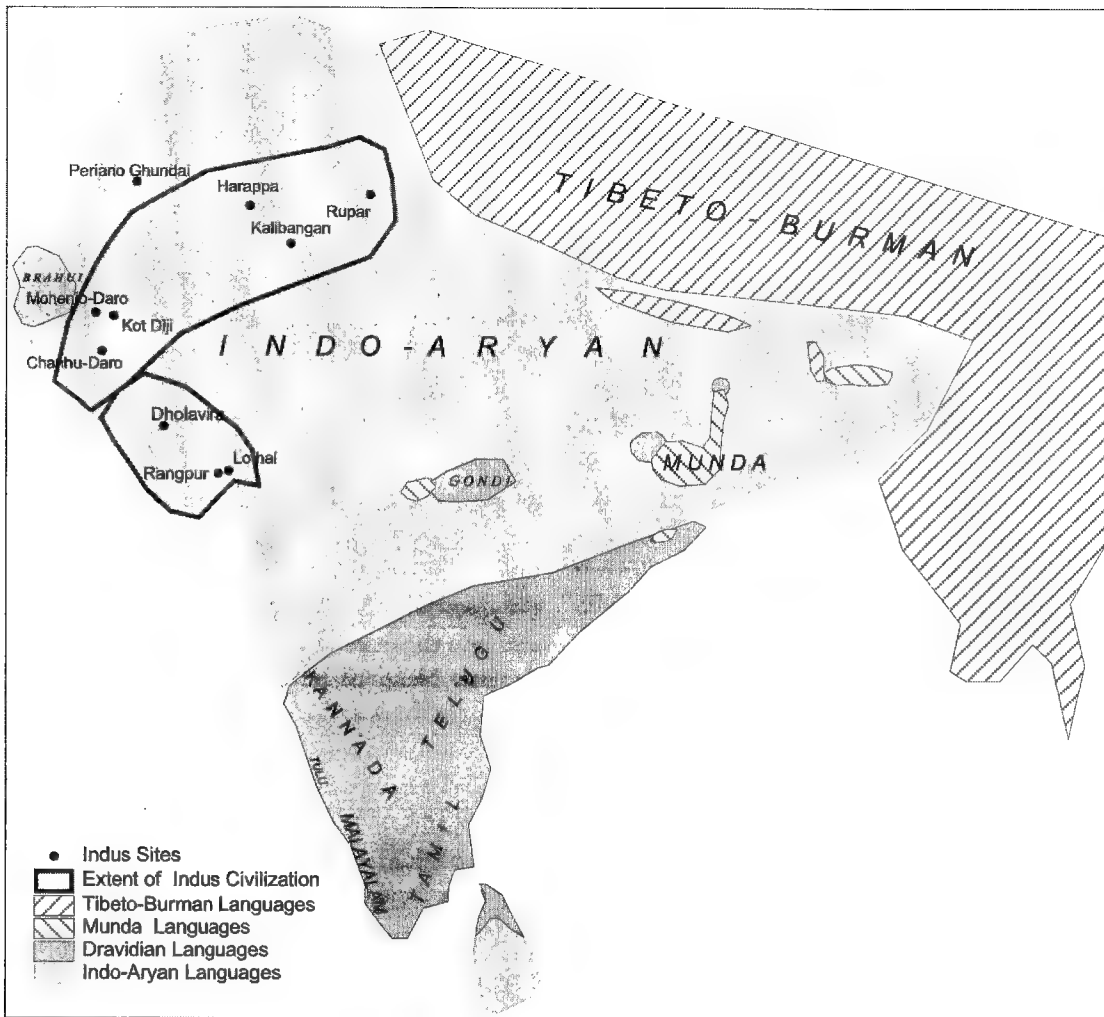 Periano Ghundai
Harappa
Rupar
Kalibangan
TIBETO-BURMAN
BRAHUI
Mohenjo-Daro
Kot Diji
Chanhu-Daro
INDO-ARYAN
Dholavira
Lothal
Rangpur
GONDI
MUNDA
KANNADA
TELUGU
TULU
MALAYALAM
TAMIL
Indus Sites
Extent of Indus Civilization
Tibeto-Burman Languages
Munda Languages
Dravidian Languages
Indo-Aryan Languages